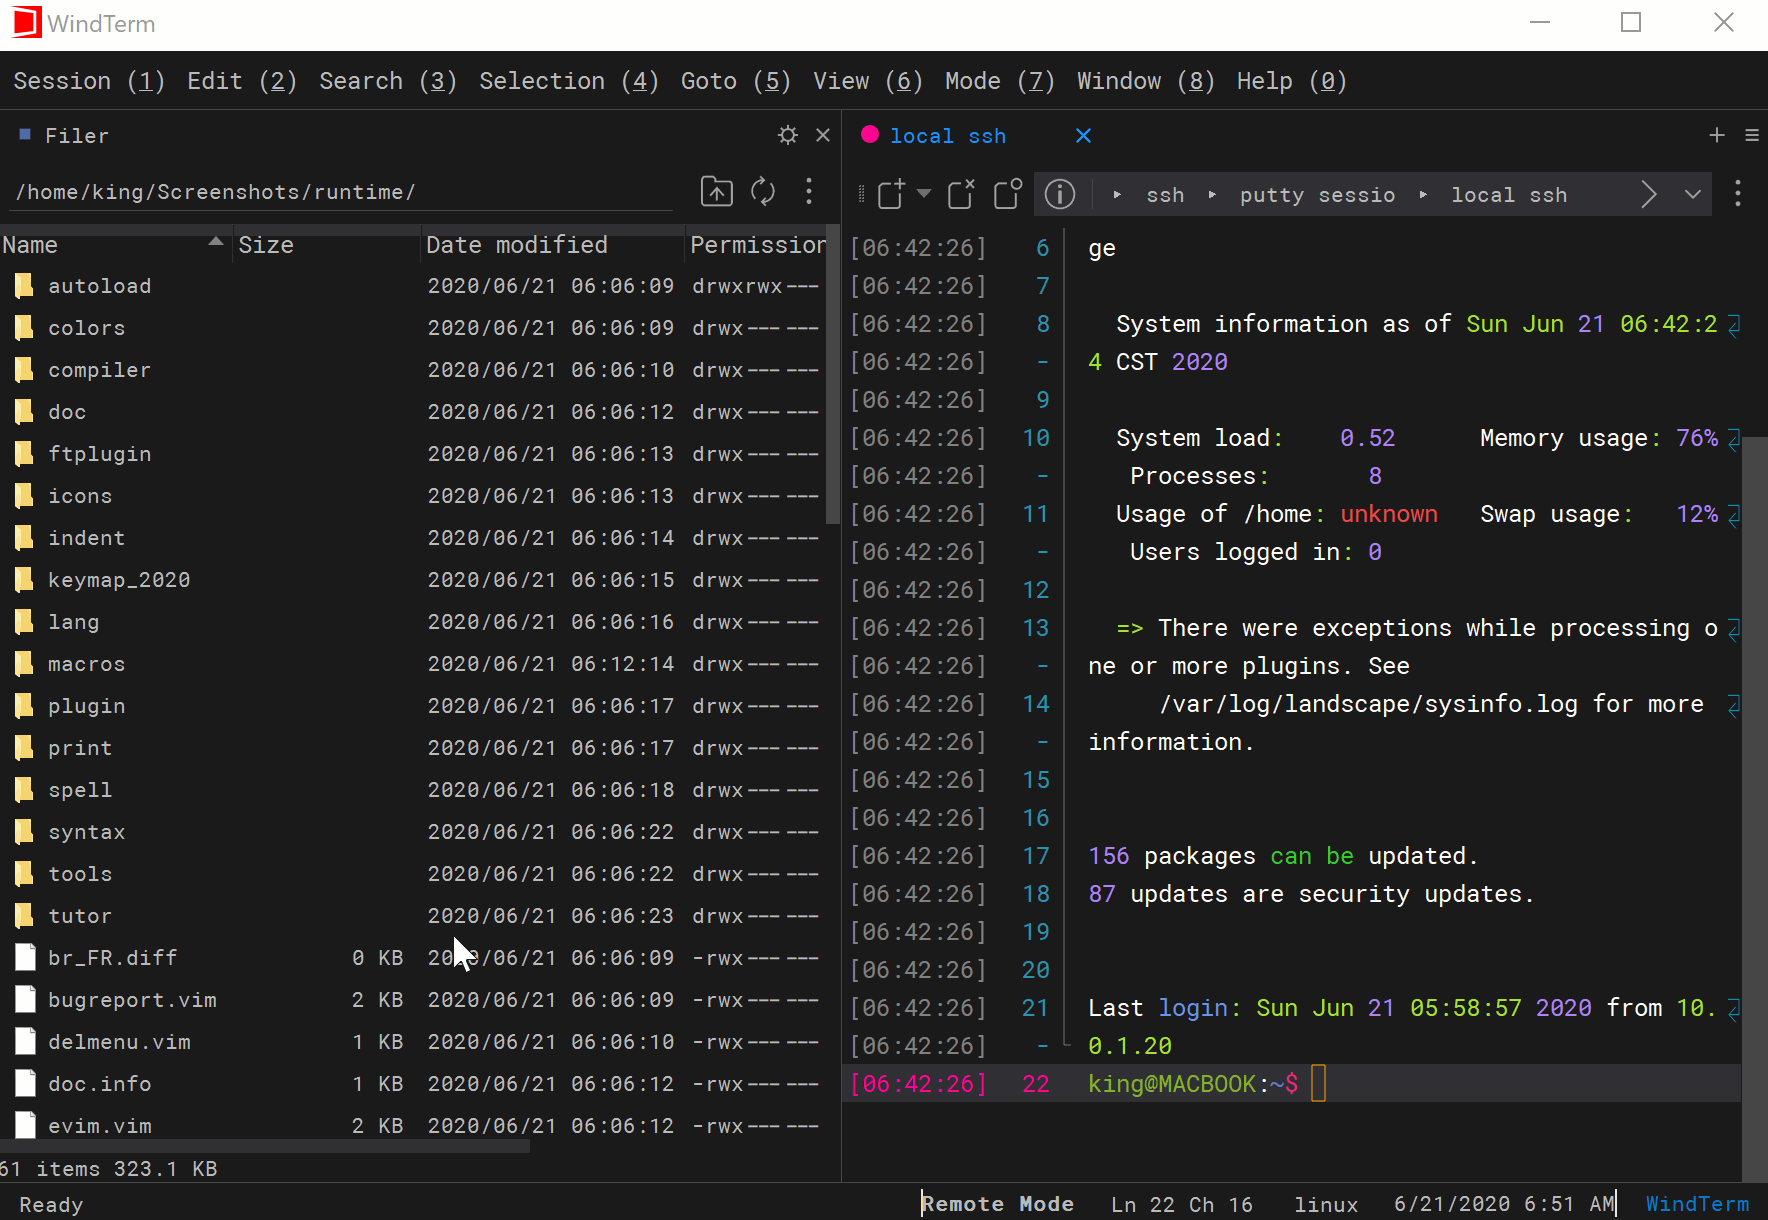 WindTerm
Session (1) Edit (2) Search (3) Selection (4) Goto (5) View (6) Mode (7) Window (8) Help (0)
Filer
/home/king/Screenshots/runtime/
Name Size Date modified Permission
autoload 2020/06/21 06:06:09 drwxrwx---
colors 2020/06/21 06:06:09 drwx------
compiler 2020/06/21 06:06:10 drwx------
doc 2020/06/21 06:06:12 drwx------
ftplugin 2020/06/21 06:06:13 drwx------
icons 2020/06/21 06:06:13 drwx------
indent 2020/06/21 06:06:14 drwx------
keymap_2020 2020/06/21 06:06:15 drwx------
lang 2020/06/21 06:06:16 drwx------
macros 2020/06/21 06:12:14 drwx------
plugin 2020/06/21 06:06:17 drwx------
print 2020/06/21 06:06:17 drwx------
spell 2020/06/21 06:06:18 drwx------
syntax 2020/06/21 06:06:22 drwx------
tools 2020/06/21 06:06:22 drwx------
tutor 2020/06/21 06:06:23 drwx------
br_FR.diff 0 KB 2020/06/21 06:06:09 -rwx------
bugreport.vim 2 KB 2020/06/21 06:06:09 -rwx------
delmenu.vim 1 KB 2020/06/21 06:06:10 -rwx------
doc.info 1 KB 2020/06/21 06:06:12 -rwx------
evim.vim 2 KB 2020/06/21 06:06:12 -rwx------
61 items 323.1 KB
local ssh
ssh putty sessio local ssh
[06:42:26] 6 ge
[06:42:26] 7
[06:42:26] 8 System information as of Sun Jun 21 06:42:2
[06:42:26] - 4 CST 2020
[06:42:26] 9
[06:42:26] 10 System load: 0.52 Memory usage: 76%
[06:42:26] - Processes: 8
[06:42:26] 11 Usage of /home: unknown Swap usage: 12%
[06:42:26] - Users logged in: 0
[06:42:26] 12
[06:42:26] 13 => There were exceptions while processing o
[06:42:26] - ne or more plugins. See
[06:42:26] 14 /var/log/landscape/sysinfo.log for more
[06:42:26] - information.
[06:42:26] 15
[06:42:26] 16
[06:42:26] 17 156 packages can be updated.
[06:42:26] 18 87 updates are security updates.
[06:42:26] 19
[06:42:26] 20
[06:42:26] 21 Last login: Sun Jun 21 05:58:57 2020 from 10.
[06:42:26] - 0.1.20
[06:42:26] 22 king@MACBOOK:~$
Ready Remote Mode Ln 22 Ch 16 linux 6/21/2020 6:51 AM WindTerm